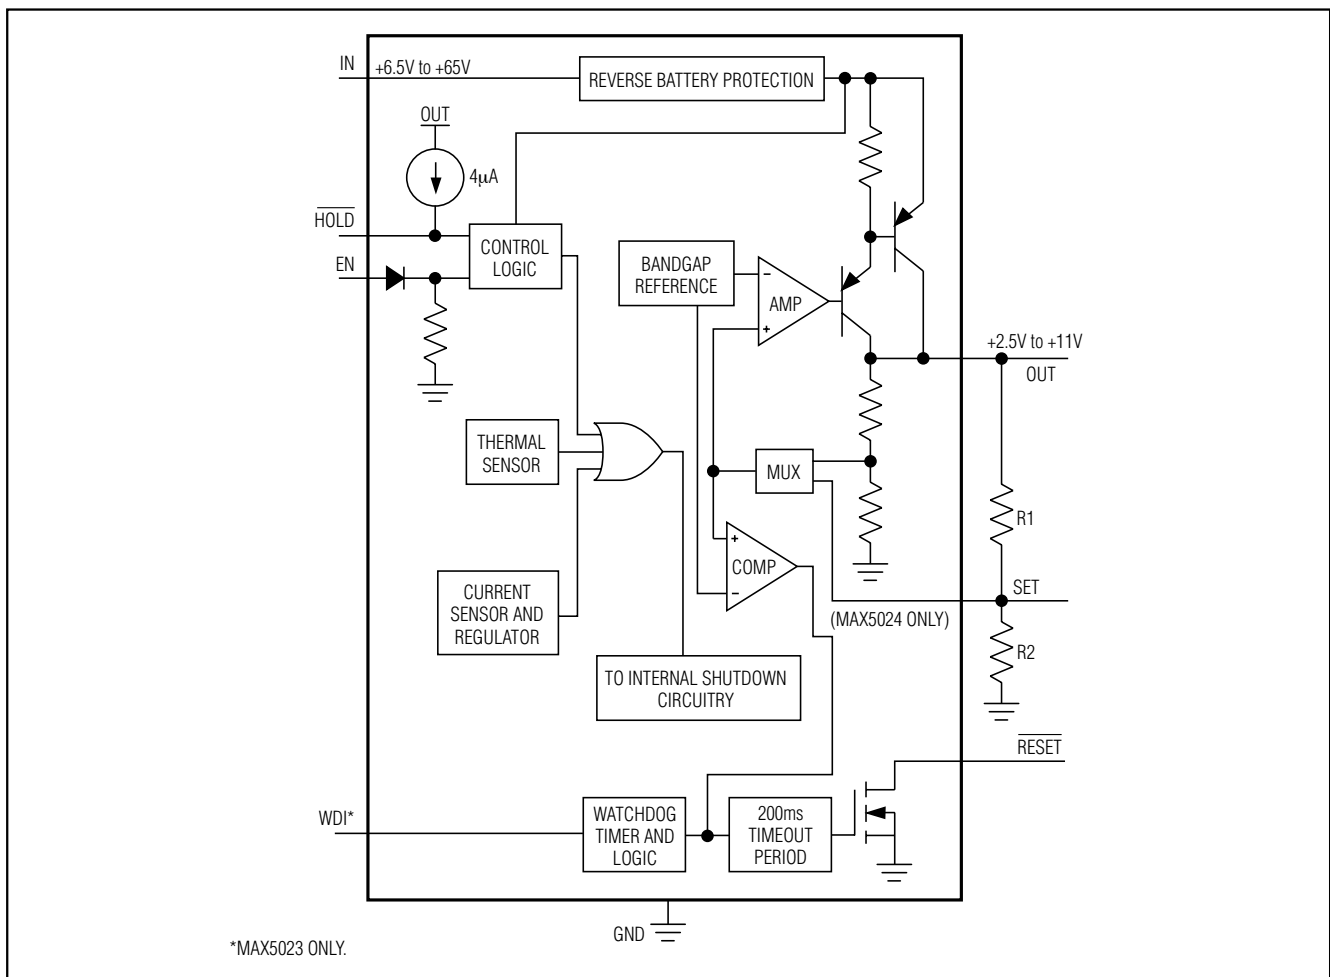 IN
+6.5V to +65V
REVERSE BATTERY PROTECTION
OUT
4μA
HOLD
EN
CONTROL
LOGIC
BANDGAP
REFERENCE
−
AMP
+
+2.5V to +11V
OUT
THERMAL
SENSOR
MUX
R1
+
COMP
−
CURRENT
SENSOR AND
REGULATOR
SET
(MAX5024 ONLY)
R2
TO INTERNAL SHUTDOWN
CIRCUITRY
RESET
WDI*
WATCHDOG
TIMER AND
LOGIC
200ms
TIMEOUT
PERIOD
GND
*MAX5023 ONLY.